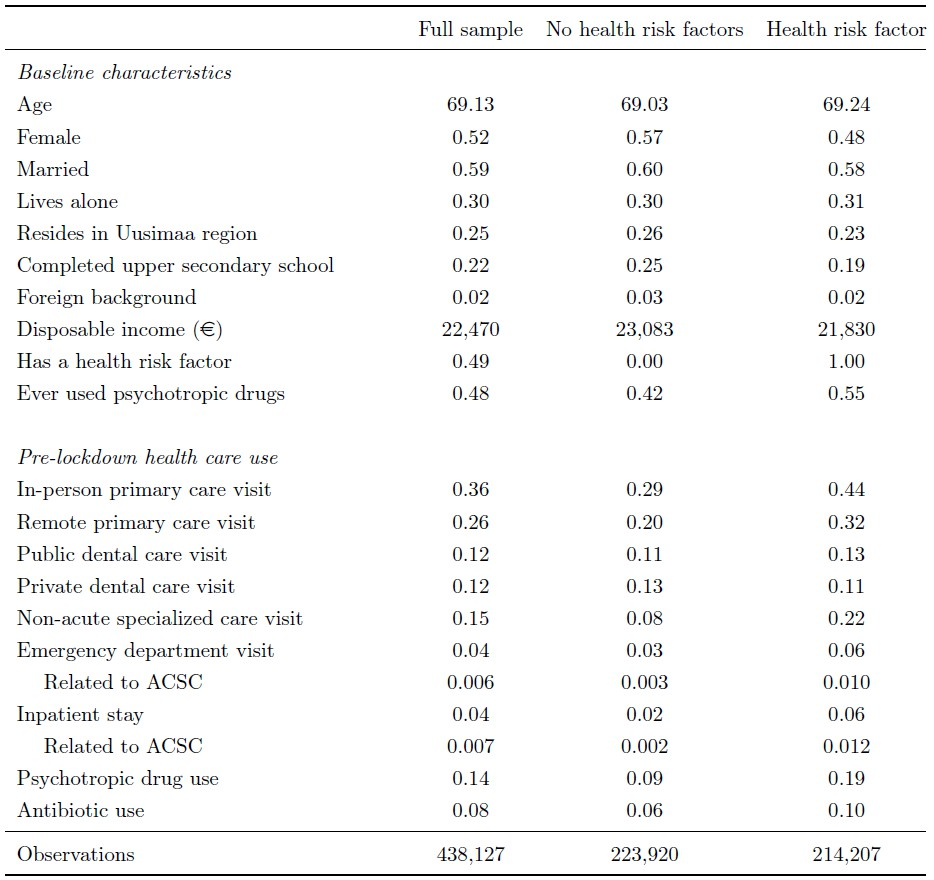 Full sample No health risk factors Health risk factor
Baseline characteristics
Age 69.13 69.03 69.24
Female 0.52 0.57 0.48
Married 0.59 0.60 0.58
Lives alone 0.30 0.30 0.31
Resides in Uusimaa region 0.25 0.26 0.23
Completed upper secondary school 0.22 0.25 0.19
Foreign background 0.02 0.03 0.02
Disposable income (€) 22,470 23,083 21,830
Has a health risk factor 0.49 0.00 1.00
Ever used psychotropic drugs 0.48 0.42 0.55
Pre-lockdown health care use
In-person primary care visit 0.36 0.29 0.44
Remote primary care visit 0.26 0.20 0.32
Public dental care visit 0.12 0.11 0.13
Private dental care visit 0.12 0.13 0.11
Non-acute specialized care visit 0.15 0.08 0.22
Emergency department visit 0.04 0.03 0.06
Related to ACSC 0.006 0.003 0.010
Inpatient stay 0.04 0.02 0.06
Related to ACSC 0.007 0.002 0.012
Psychotropic drug use 0.14 0.09 0.19
Antibiotic use 0.08 0.06 0.10
Observations 438,127 223,920 214,207